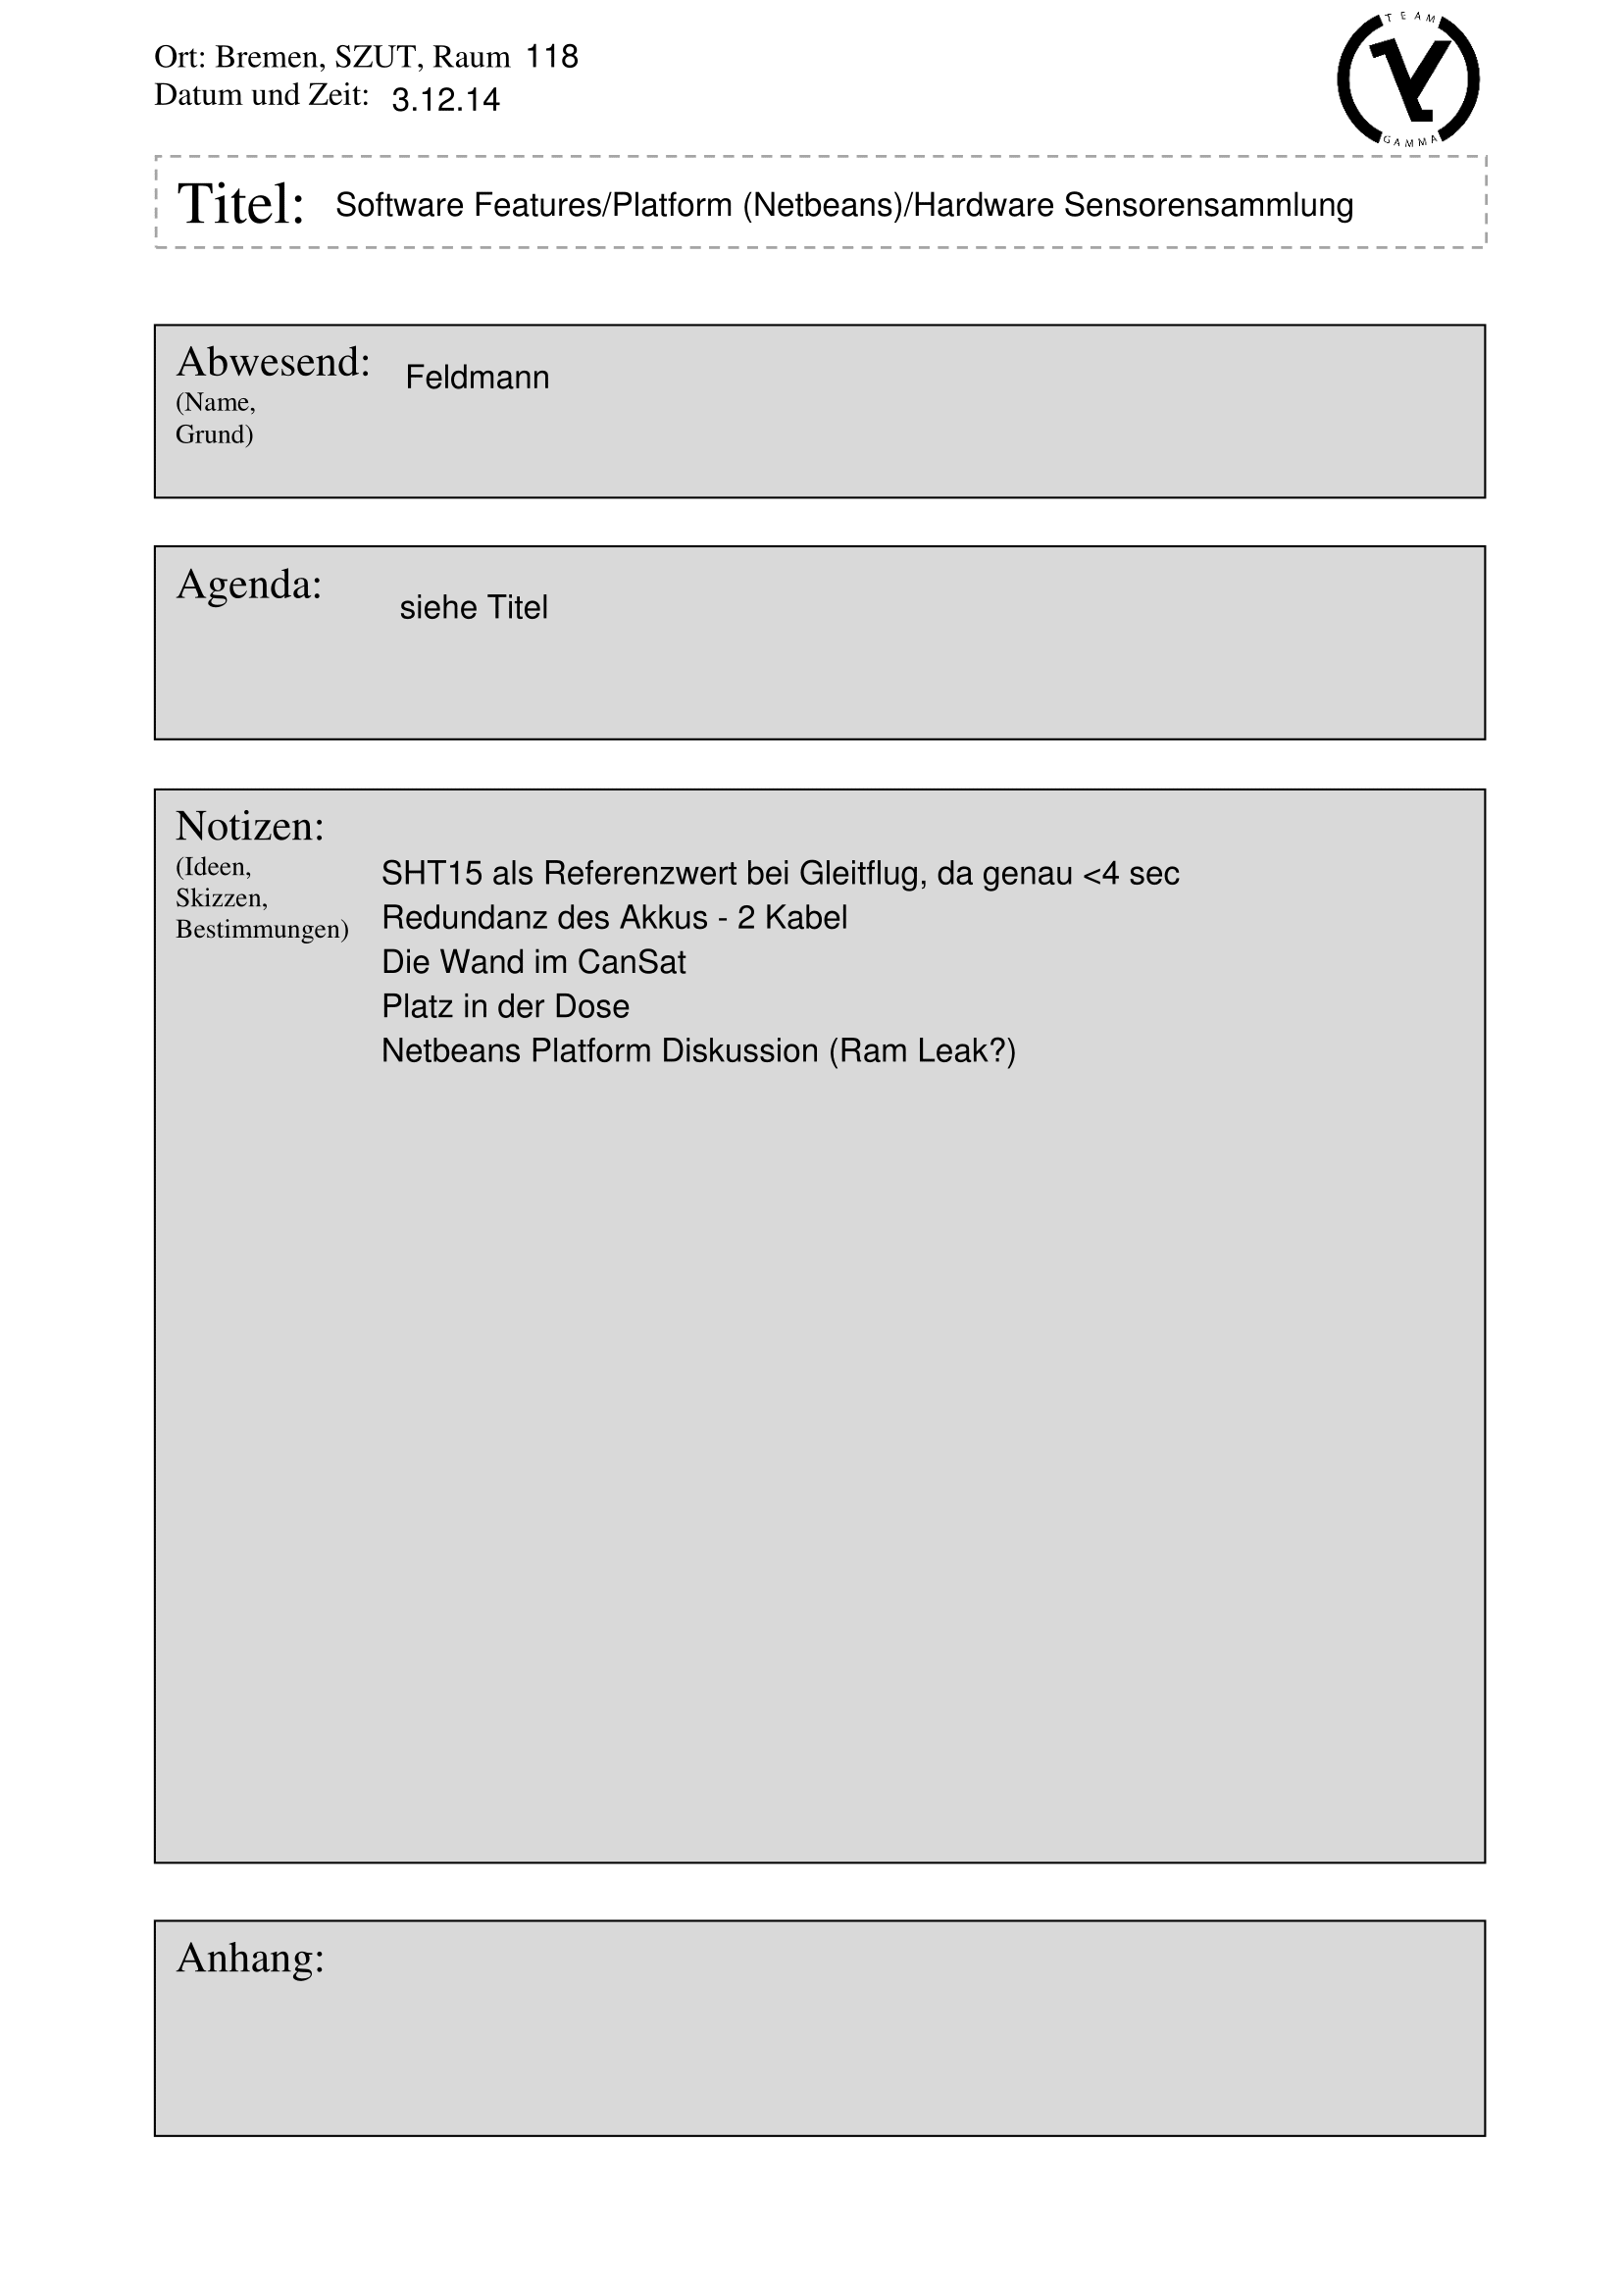 TEAM
GAMMA
Ort: Bremen, SZUT, Raum 118
Datum und Zeit: 3.12.14
Titel: Software Features/Platform (Netbeans)/Hardware Sensorensammlung
Abwesend: Feldmann
(Name,
Grund)
Agenda:
siehe Titel
Notizen:
(Ideen,
Skizzen,
Bestimmungen)
SHT15 als Referenzwert bei Gleitflug, da genau <4 sec
Redundanz des Akkus - 2 Kabel
Die Wand im CanSat
Platz in der Dose
Netbeans Platform Diskussion (Ram Leak?)
Anhang: